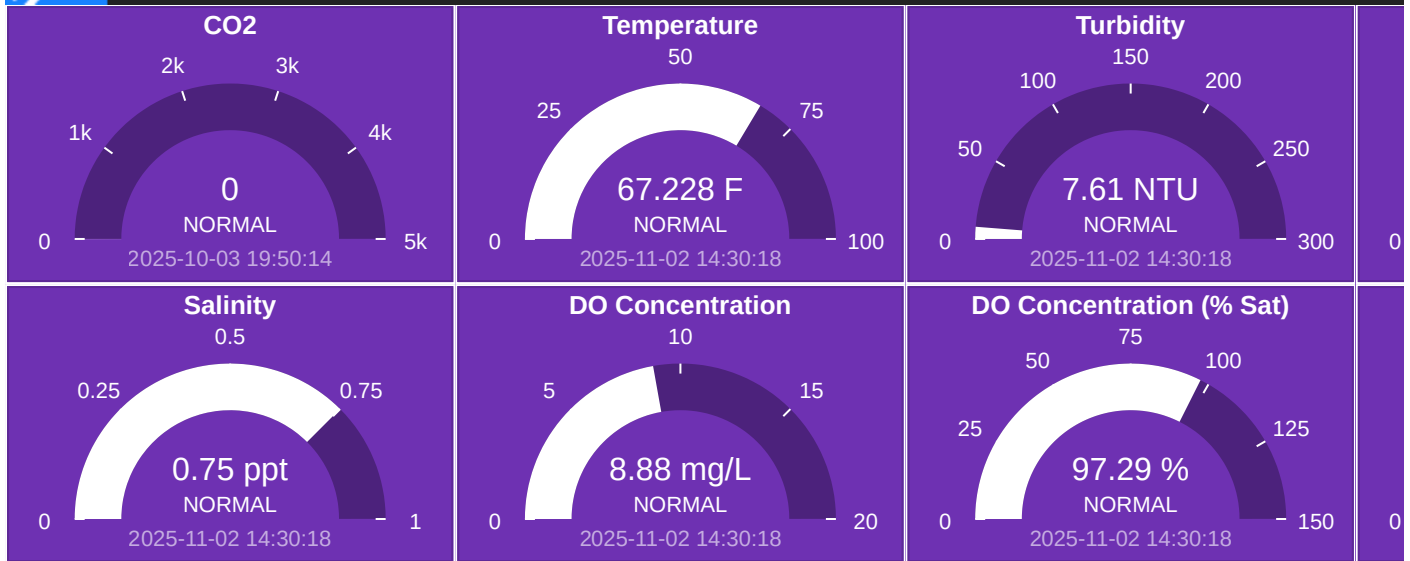 CO2
2k
3k
1k
4k
0
5k
0
NORMAL
2025-10-03 19:50:14
Temperature
50
25
75
0
100
67.228 F
NORMAL
2025-11-02 14:30:18
Turbidity
150
100
200
50
250
0
300
7.61 NTU
NORMAL
2025-11-02 14:30:18
0
Salinity
0.5
0.25
0.75
0
1
0.75 ppt
NORMAL
2025-11-02 14:30:18
DO Concentration
10
5
15
0
20
8.88 mg/L
NORMAL
2025-11-02 14:30:18
DO Concentration (% Sat)
75
50
100
25
125
0
150
97.29 %
NORMAL
2025-11-02 14:30:18
0